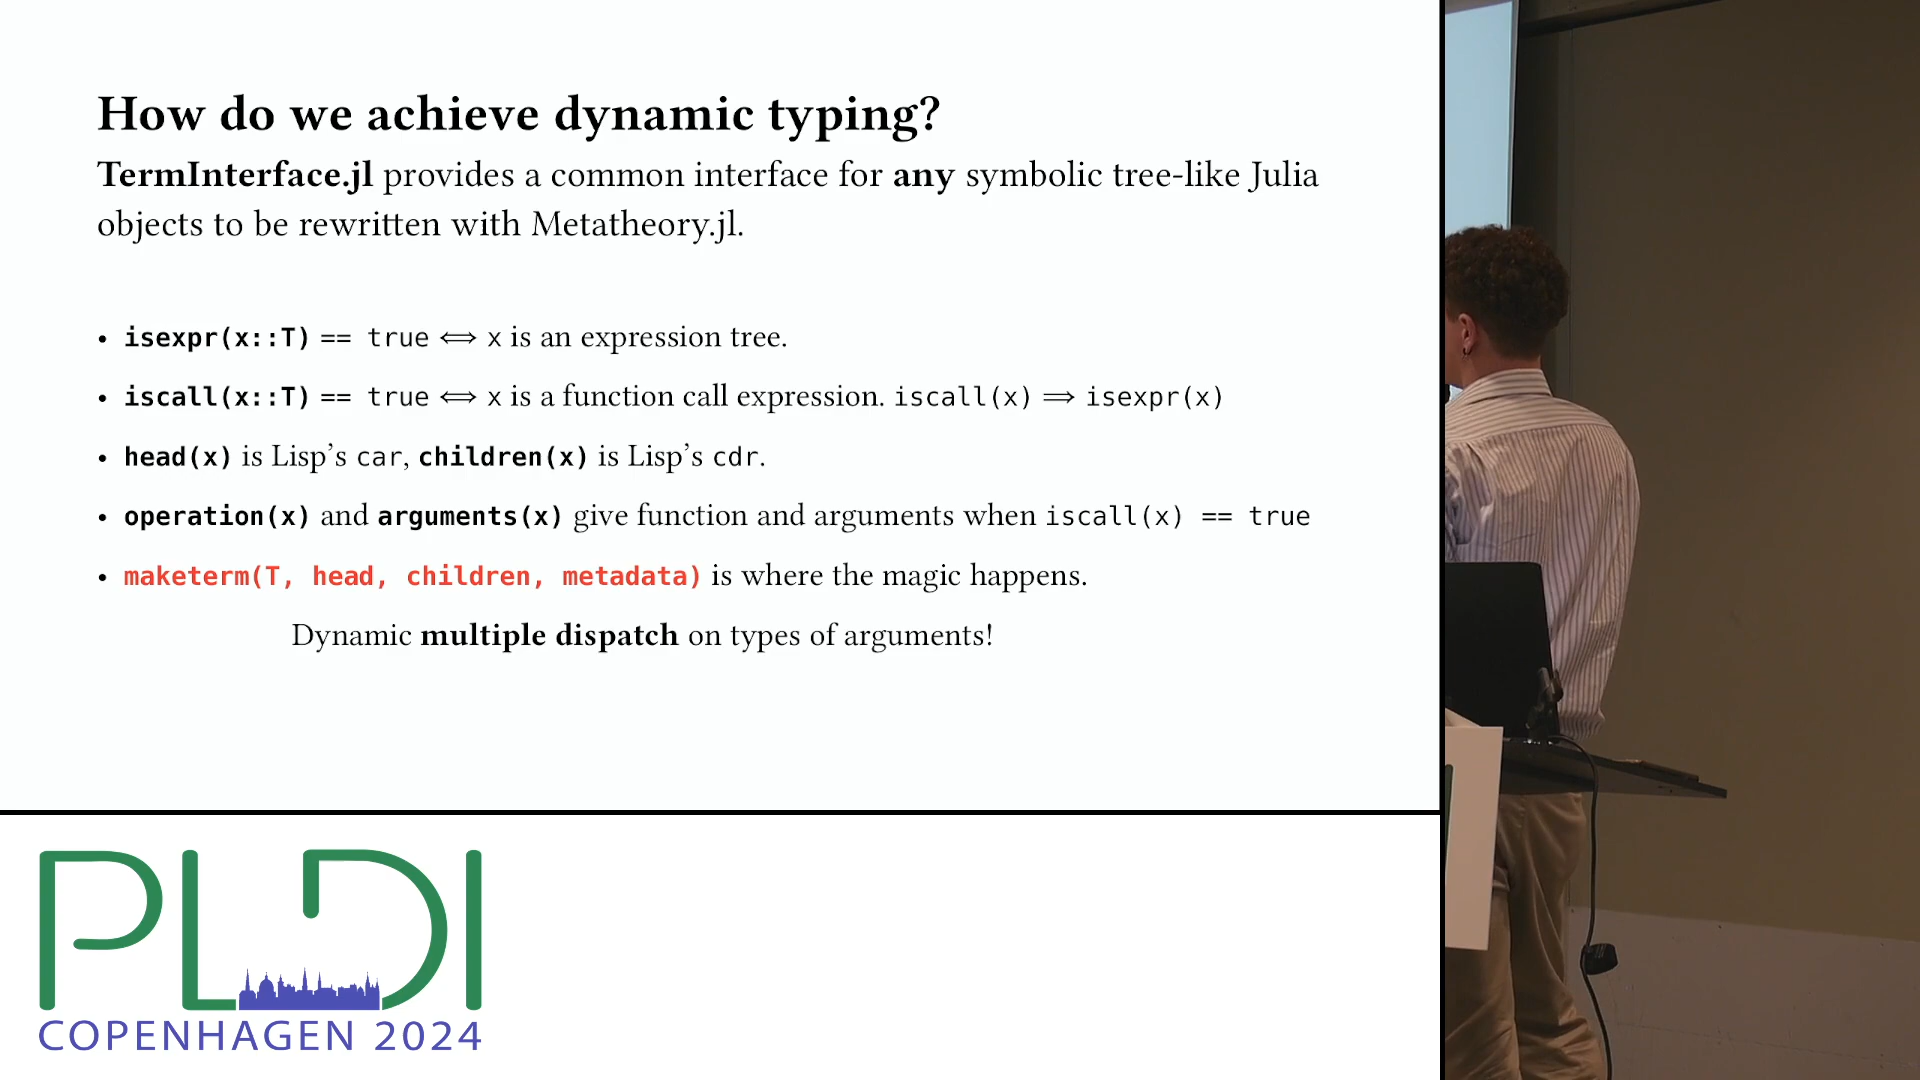 How do we achieve dynamic typing?
TermInterface.jl provides a common interface for any symbolic tree-like Julia
objects to be rewritten with Metatheory.jl.
• isexpr(x::T) == true ⟺ x is an expression tree.
• iscall(x::T) == true ⟺ x is a function call expression. iscall(x) ⟹ isexpr(x)
• head(x) is Lisp’s car, children(x) is Lisp’s cdr.
• operation(x) and arguments(x) give function and arguments when iscall(x) == true
• maketerm(T, head, children, metadata) is where the magic happens.
Dynamic multiple dispatch on types of arguments!
PLDI
COPENHAGEN 2024